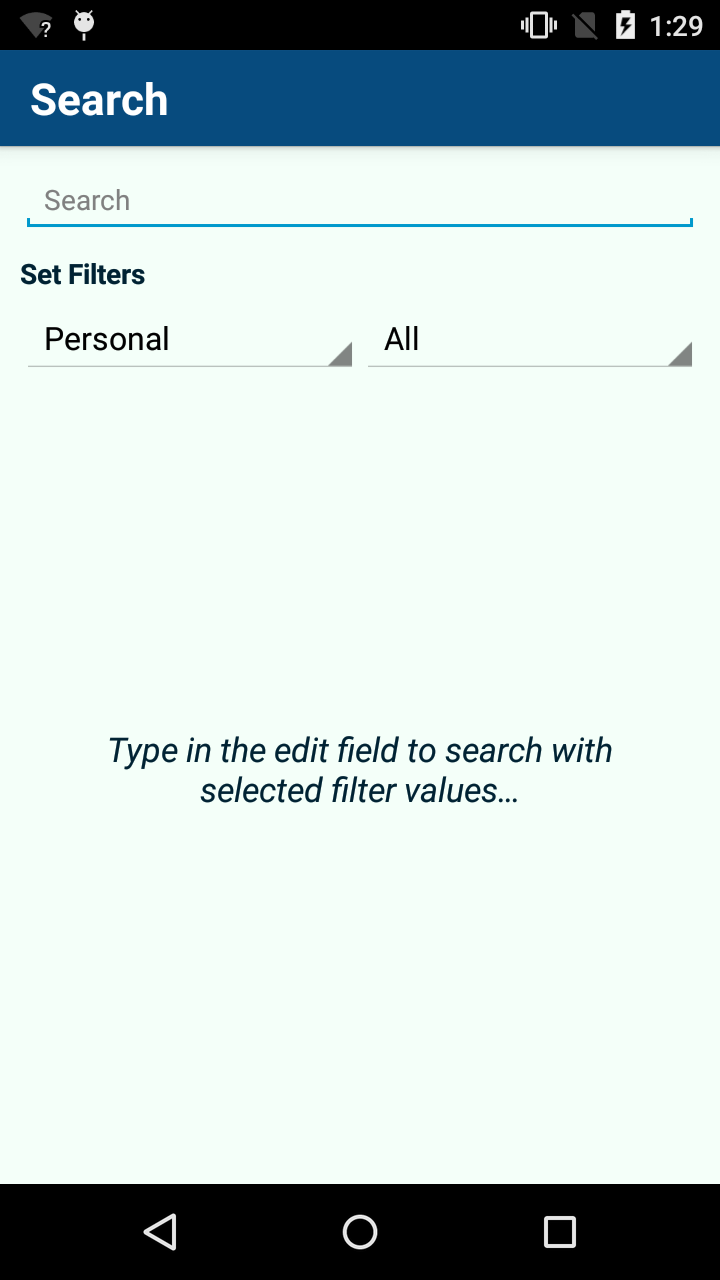 1:29
Search
Search
Set Filters
Personal
All
Type in the edit field to search with
selected filter values…